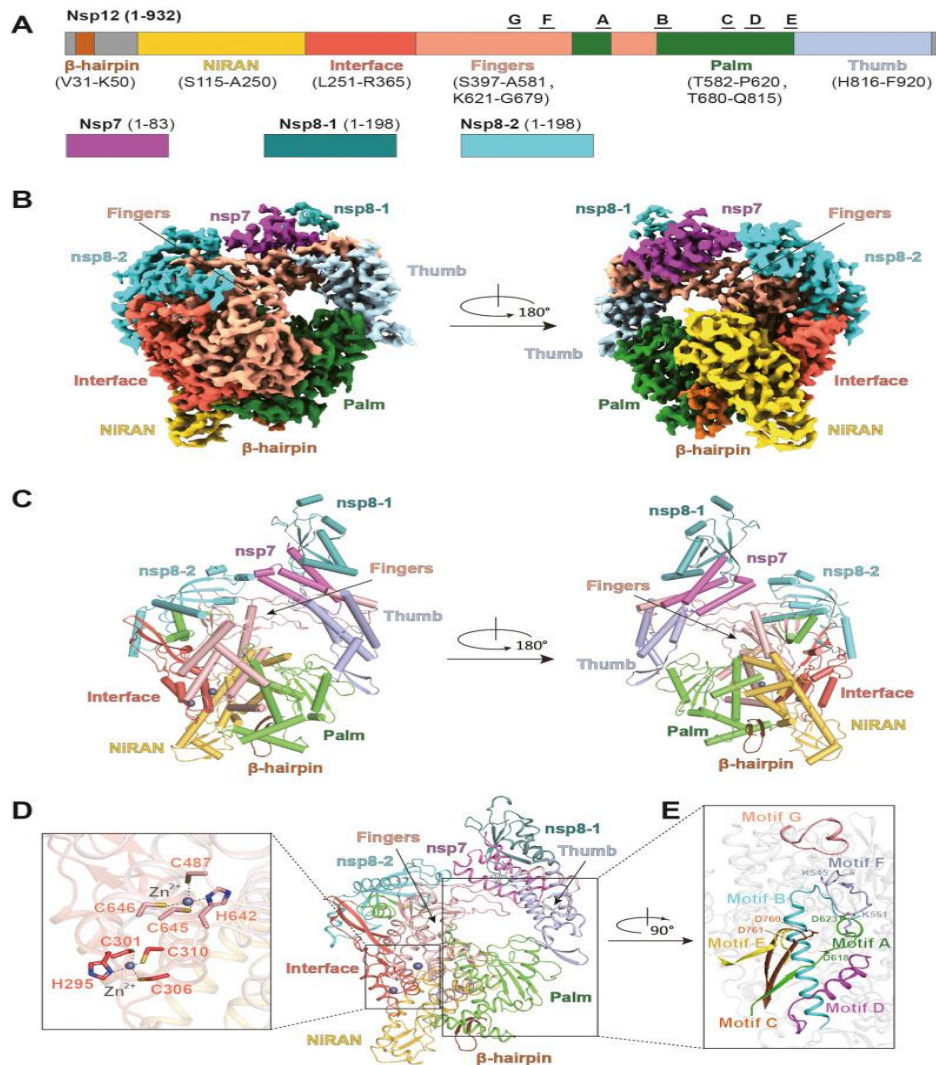 A
Nsp12 (1-932)
G F A B C D E
β-hairpin NiRAN Interface Fingers Palm Thumb
(V31-K50) (S115-A250) (L251-R365) (S397-A581, (T582-P620, (H816-F920)
K621-G679) T680-Q815)
Nsp7 (1-83) Nsp8-1 (1-198) Nsp8-2 (1-198)
B
Fingers nsp7 nsp8-1
nsp8-2
Thumb
Interface
Palm
NiRAN
β-hairpin
180°
nsp8-1 nsp7
Fingers
nsp8-2
Thumb
Interface
Palm
NiRAN
β-hairpin
C
nsp8-1
nsp7
nsp8-2
Fingers
Thumb
Interface
Palm
NiRAN
β-hairpin
180°
nsp8-1
nsp7
nsp8-2
Fingers
Thumb
Interface
Palm
NiRAN
β-hairpin
D
C487
Zn2+
C646
C645
H642
C301
C310
H295
Zn2+
C306
Fingers
nsp7
nsp8-1
nsp8-2
Thumb
Interface
Palm
NiRAN
β-hairpin
90°
E
Motif G
Motif F
K545
Motif B
K551
D760
D623
D761
Motif E
Motif A
D618
Motif D
Motif C